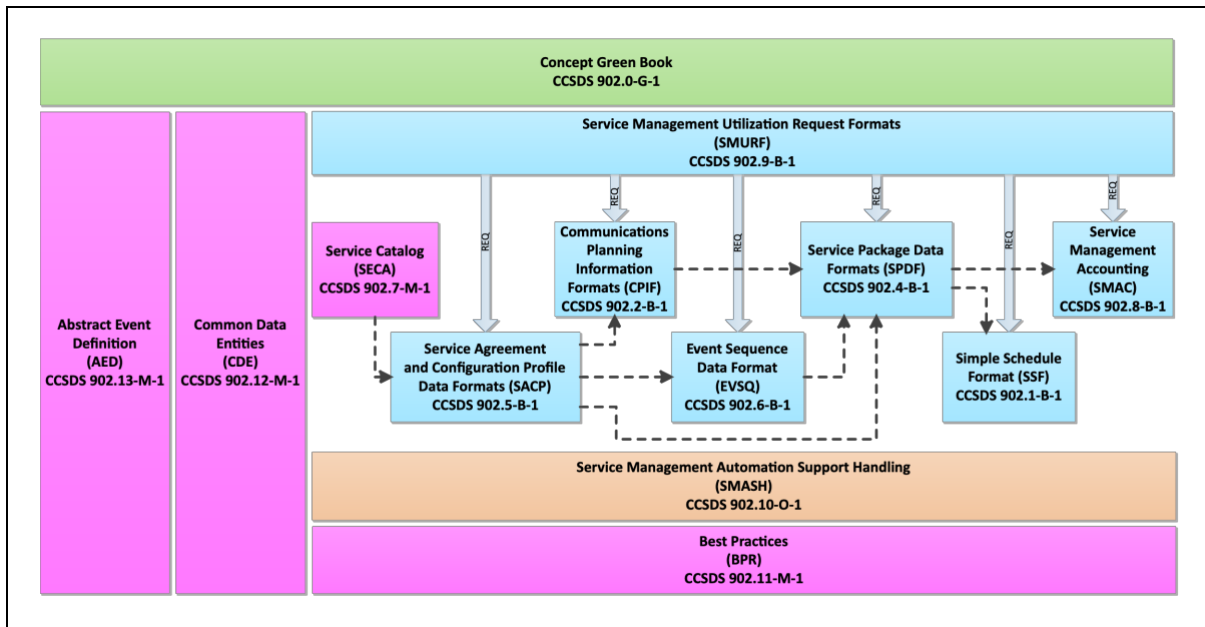 Concept Green Book
CCSDS 902.0-G-1
Service Management Utilization Request Formats
(SMURF)
CCSDS 902.9-B-1
REQ
REQ
REQ
REQ
REQ
REQ
Abstract Event
Definition
(AED)
CCSDS 902.13-M-1
Common Data
Entities
(CDE)
CCSDS 902.12-M-1
Service Catalog
(SECA)
CCSDS 902.7-M-1
Communications
Planning
Information
Formats (CPIF)
CCSDS 902.2-B-1
Service Package Data
Formats (SPDF)
CCSDS 902.4-B-1
Service
Management
Accounting
(SMAC)
CCSDS 902.8-B-1
Service Agreement
and Configuration Profile
Data Formats (SACP)
CCSDS 902.5-B-1
Event Sequence
Data Format
(EVSQ)
CCSDS 902.6-B-1
Simple Schedule
Format (SSF)
CCSDS 902.1-B-1
Service Management Automation Support Handling
(SMASH)
CCSDS 902.10-O-1
Best Practices
(BPR)
CCSDS 902.11-M-1